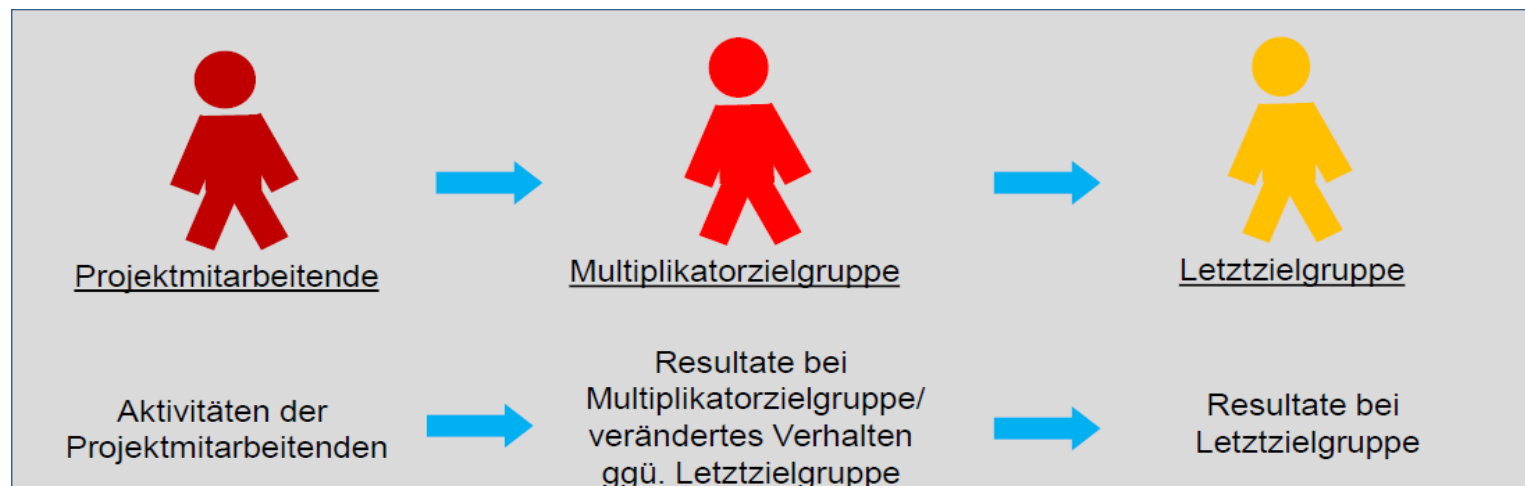 Projektmitarbeitende
Multiplikatorzielgruppe
Letztzielgruppe
Aktivitäten der
Projektmitarbeitenden
Resultate bei
Multiplikatorzielgruppe/
verändertes Verhalten
ggü. Letztzielgruppe
Resultate bei
Letztzielgruppe